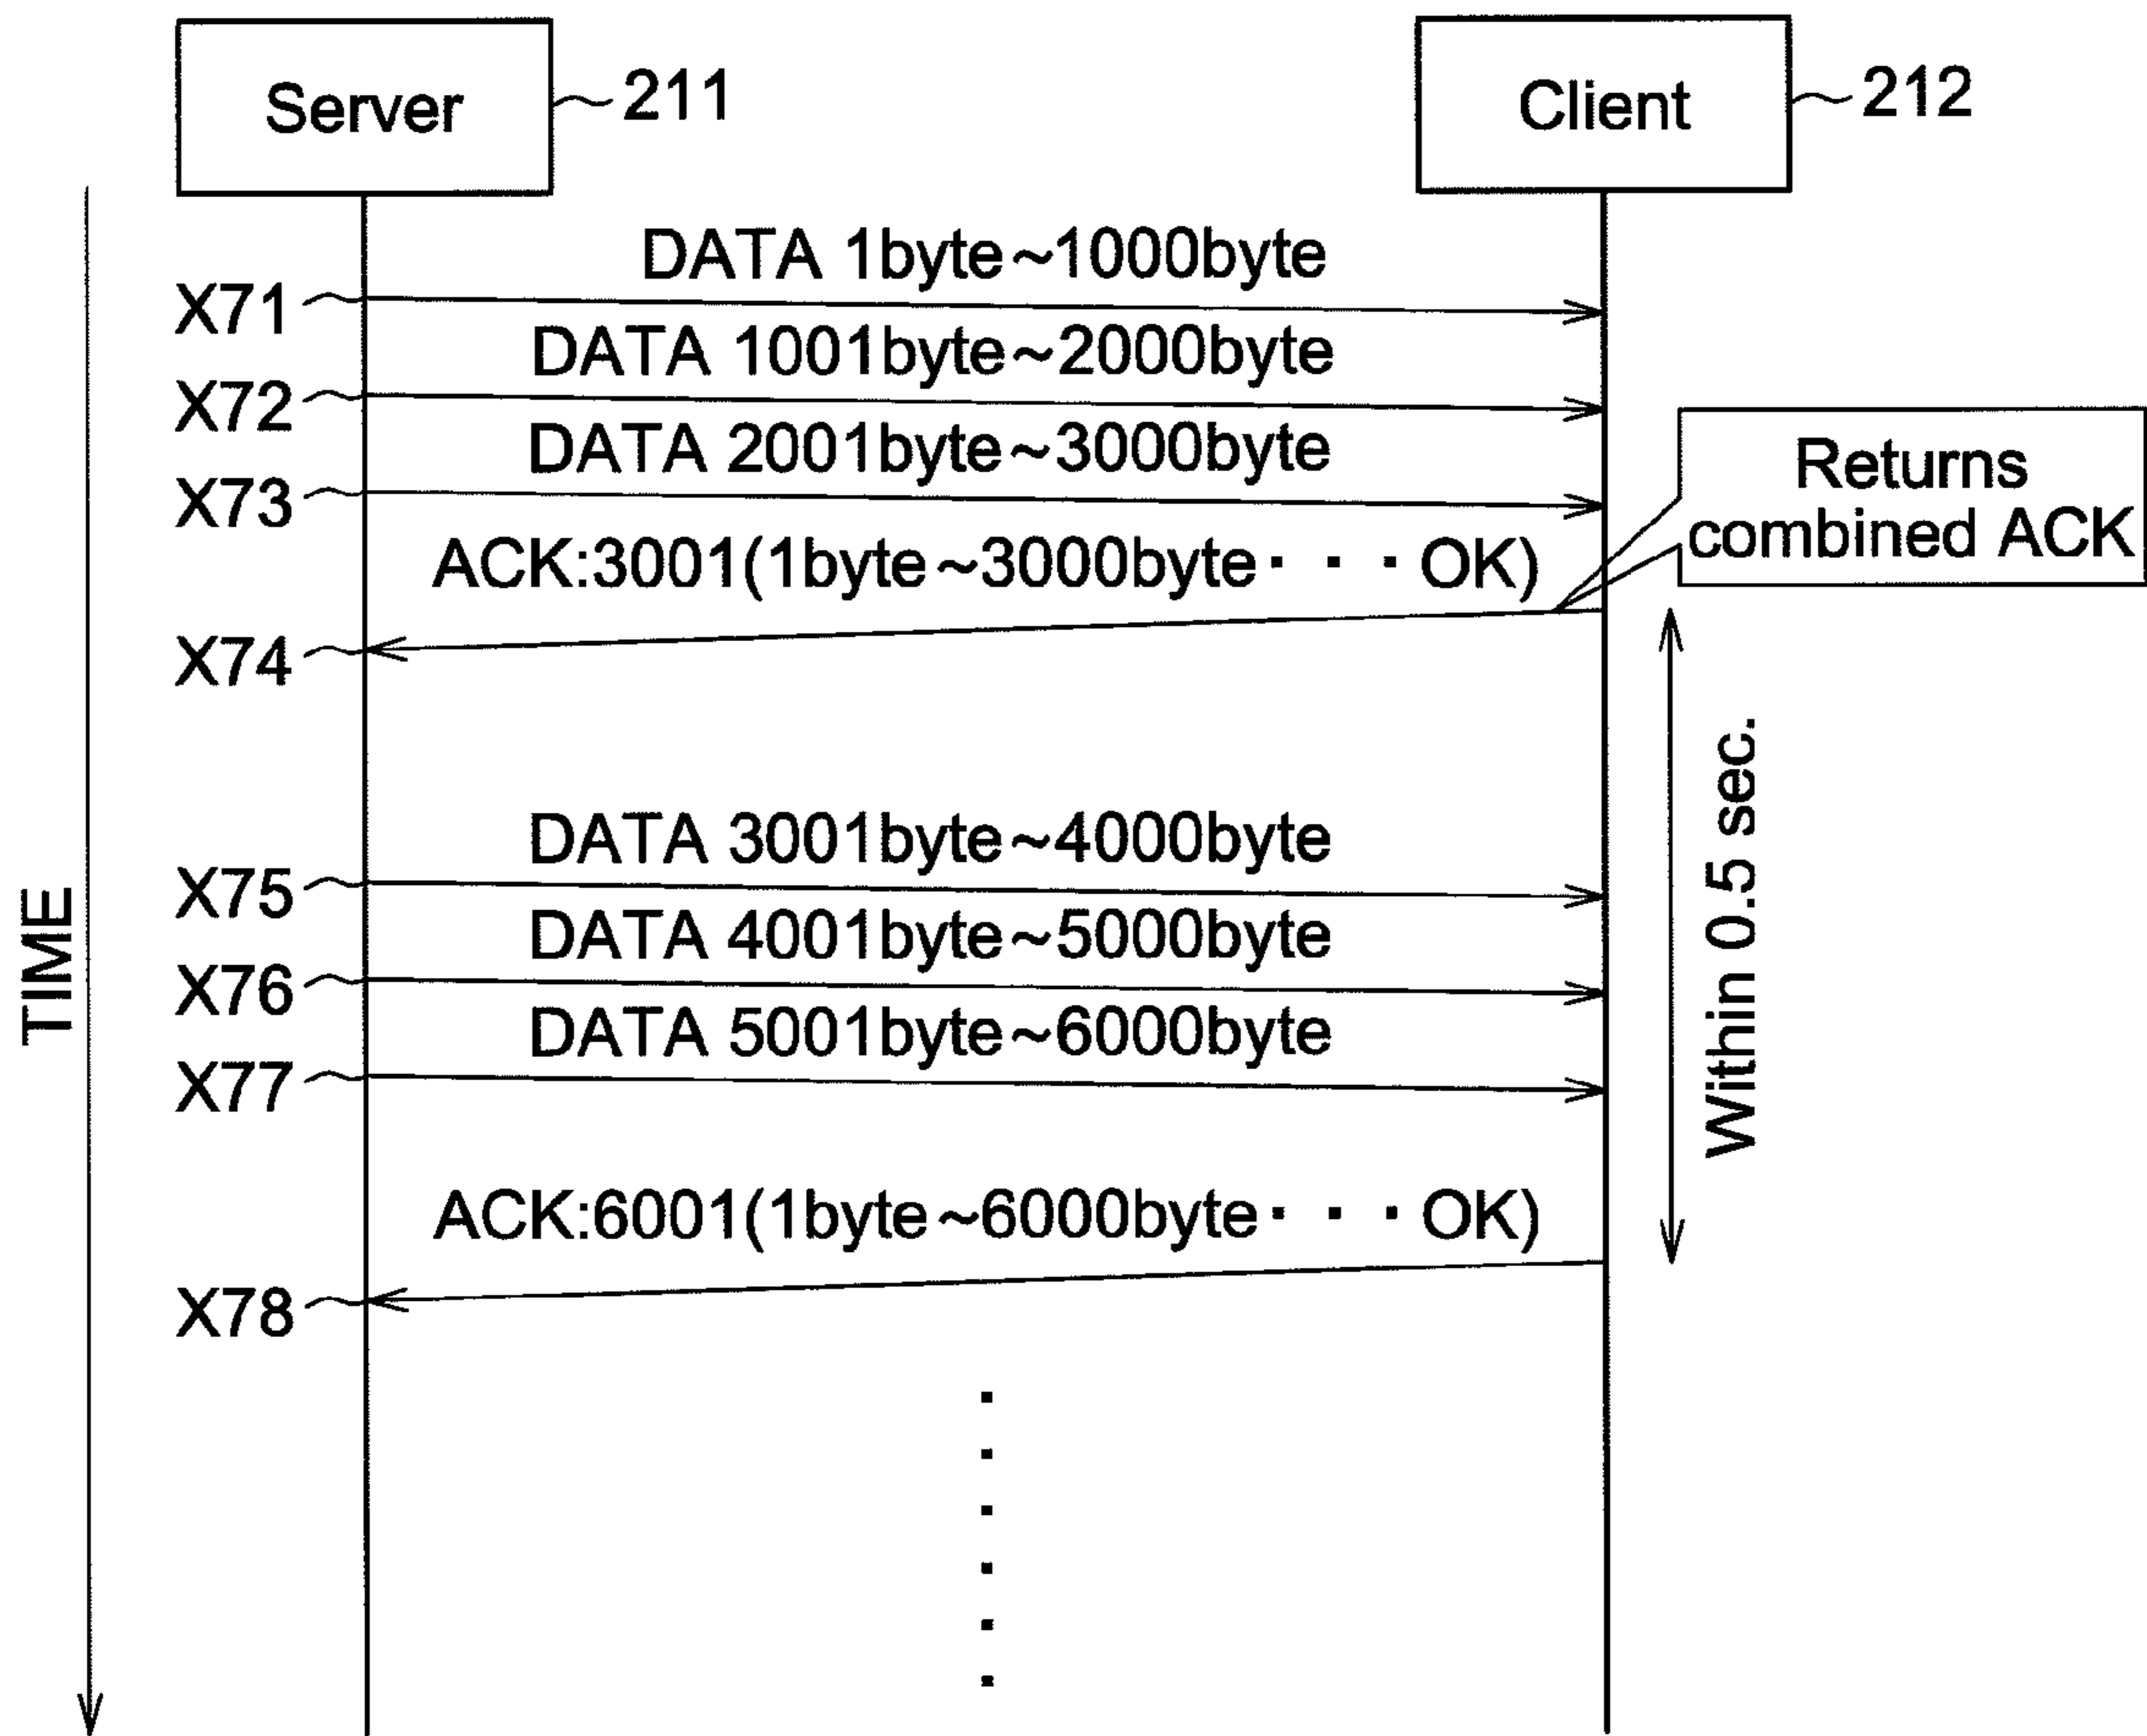 Server
211
Client
212
DATA 1byte~1000byte
X71
DATA 1001byte~2000byte
X72
DATA 2001byte~3000byte
X73
Returns
combined ACK
ACK:3001(1byte~3000byte・・・OK)
X74
DATA 3001byte~4000byte
X75
DATA 4001byte~5000byte
X76
DATA 5001byte~6000byte
X77
Within 0.5 sec.
TIME
ACK:6001(1byte~6000byte・・・OK)
X78